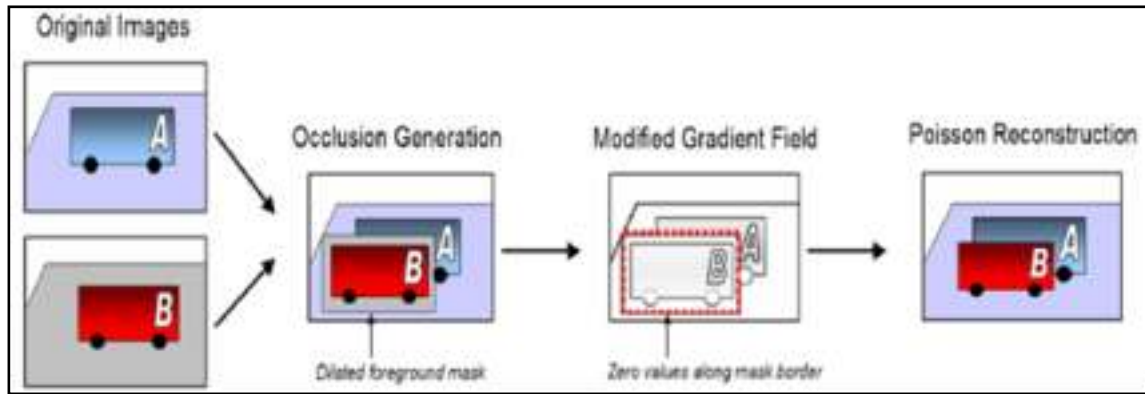 Original Images
A
B
Occlusion Generation
A
B
Dilated foreground mask
Modified Gradient Field
A
B
Zero values along mask border
Poisson Reconstruction
A
B